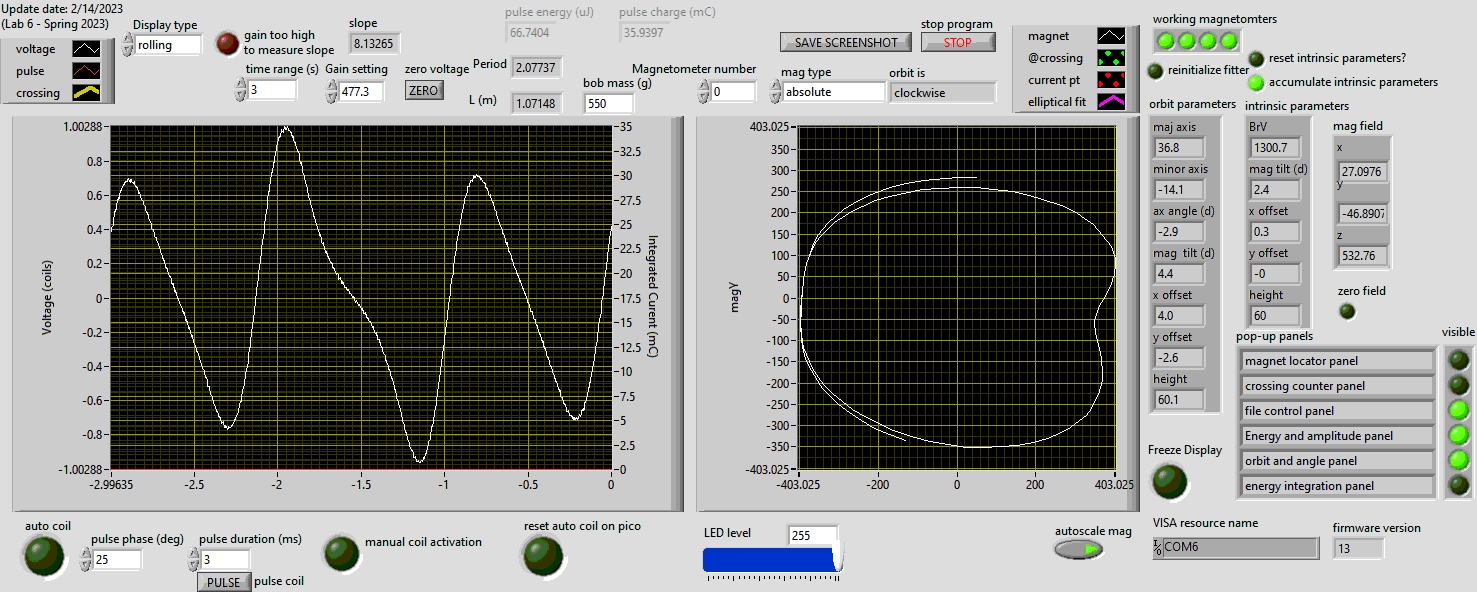 Update date: 2/14/2023
(Lab 6 - Spring 2023)
voltage
pulse
crossing
Display type
rolling
gain too high
to measure slope
slope
8.13265
time range (s)
3
Gain setting
477.3
zero voltage
ZERO
pulse energy (uJ)
66.7404
pulse charge (mC)
35.9397
Period
2.07737
L (m)
1.07148
bob mass (g)
550
Magnetometer number
0
mag type
absolute
SAVE SCREENSHOT
stop program
STOP
orbit is
clockwise
magnet
@crossing
current pt
elliptical fit
working magnetomters
reinitialize filter
reset intrinsic parameters?
accumulate intrinsic parameters
orbit parameters
maj axis
36.8
minor axis
-14.1
ax angle (d)
-2.9
mag tilt (d)
4.4
x offset
4.0
y offset
-2.6
height
60.1
intrinsic parameters
BrV
1300.7
mag tilt (d)
2.4
x offset
0.3
y offset
-0
height
60
mag field
x
27.0976
y
-46.8907
z
532.76
zero field
pop-up panels
visible
magnet locator panel
crossing counter panel
file control panel
Energy and amplitude panel
orbit and angle panel
energy integration panel
Voltage (coils)
1.00288
0.8
0.6
0.4
0.2
0
-0.2
-0.4
-0.6
-0.8
-1.00288
-2.99635
-2.5
-2
-1.5
-1
-0.5
0
35
32.5
30
27.5
25
22.5
20
17.5
15
12.5
10
7.5
5
2.5
0
Integrated Curent (mC)
magY
403.025
350
300
250
200
150
100
50
0
-50
-100
-150
-200
-250
-300
-350
-403.025
-403.025
-200
0
200
403.025
Freeze Display
auto coil
pulse phase (deg)
25
pulse duration (ms)
3
PULSE
pulse coil
manual coil activation
reset auto coil on pico
LED level
255
autoscale mag
VISA resource name
COM6
firmware version
13